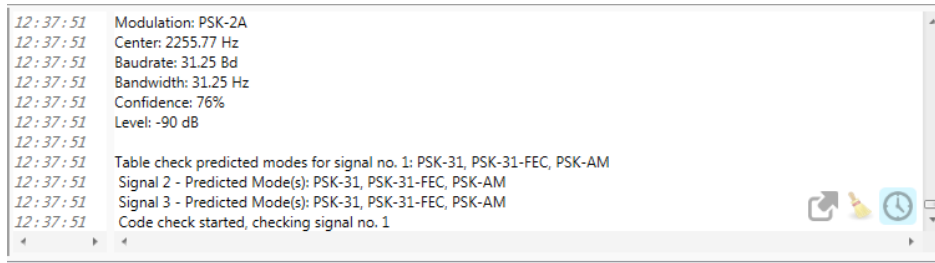 12:37:51 Modulation: PSK-2A
12:37:51 Center: 2255.77 Hz
12:37:51 Baudrate: 31.25 Bd
12:37:51 Bandwidth: 31.25 Hz
12:37:51 Confidence: 76%
12:37:51 Level: -90 dB
12:37:51
12:37:51 Table check predicted modes for signal no. 1: PSK-31, PSK-31-FEC, PSK-AM
12:37:51 Signal 2 - Predicted Mode(s): PSK-31, PSK-31-FEC, PSK-AM
12:37:51 Signal 3 - Predicted Mode(s): PSK-31, PSK-31-FEC, PSK-AM
12:37:51 Code check started, checking signal no. 1